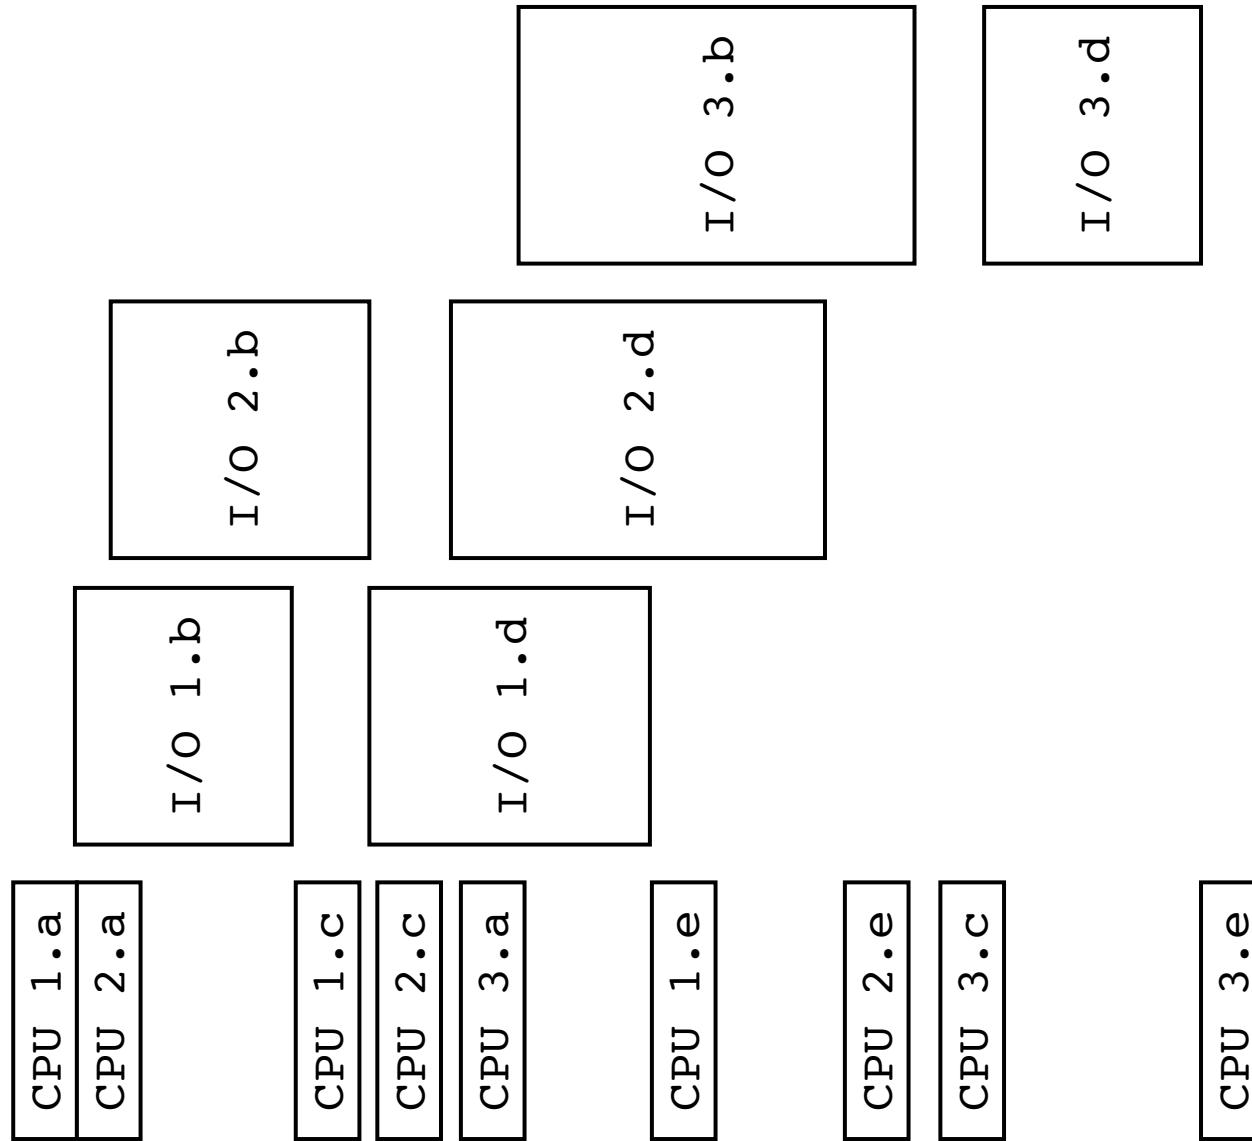 I/O 3.b
I/O 3.d
I/O 2.b
I/O 2.d
I/O 1.b
I/O 1.d
CPU 1.a
CPU 2.a
CPU 1.c
CPU 2.c
CPU 3.a
CPU 1.e
CPU 2.e
CPU 3.c
CPU 3.e